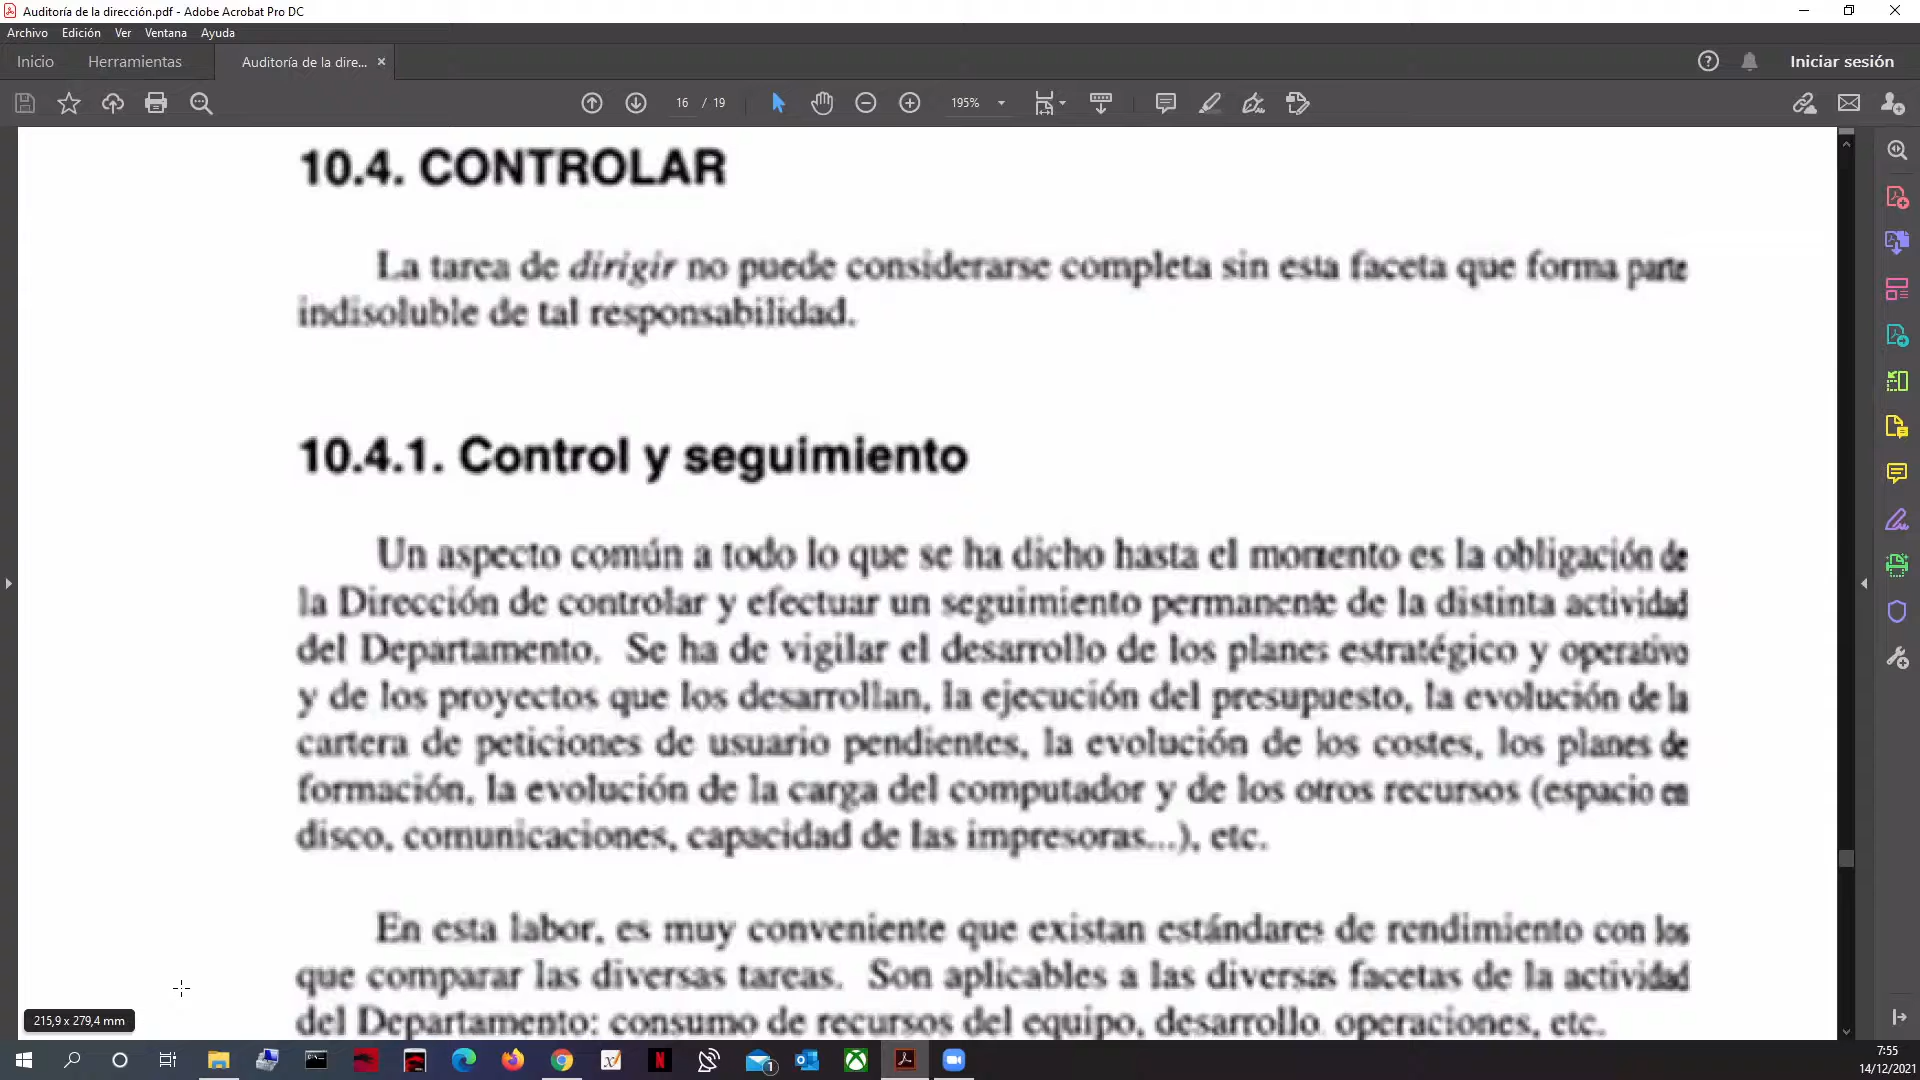 Auditoría de la dirección.pdf - Adobe Acrobat Pro DC
Archivo Edición Ver Ventana Ayuda
Inicio Herramientas Auditoría de la dire... × Iniciar sesión
16 / 19 195%
10.4. CONTROLAR
La tarea de dirigir no puede considerarse completa sin esta faceta que forma parte
indisoluble de tal responsabilidad.
10.4.1. Control y seguimiento
Un aspecto común a todo lo que se ha dicho hasta el momento es la obligación de
la Dirección de controlar y efectuar un seguimiento permanente de la distinta actividad
del Departamento. Se ha de vigilar el desarrollo de los planes estratégico y operativo
y de los proyectos que los desarrollan, la ejecución del presupuesto, la evolución de la
cartera de peticiones de usuario pendientes, la evolución de los costes, los planes de
formación, la evolución de la carga del computador y de los otros recursos (espacio en
disco, comunicaciones, capacidad de las impresoras...), etc.
En esta labor, es muy conveniente que existan estándares de rendimiento con los
que comparar las diversas tareas. Son aplicables a las diversas facetas de la actividad
del Departamento: consumo de recursos del equipo, desarrollo, operaciones, etc.
215,9 x 279,4 mm
7:55
14/12/2021